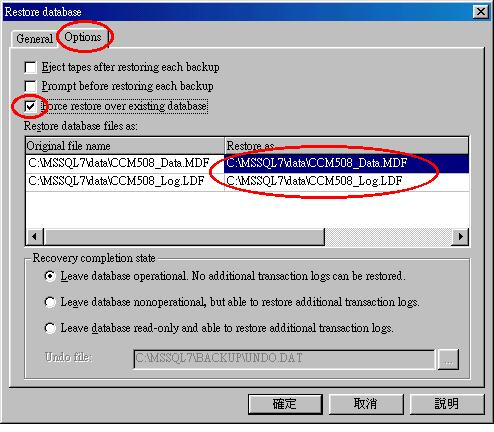 Restore database
General
Options
Eject tapes after restoring each backup
Prompt before restoring each backup
Force restore over existing database
Restore database files as:
Original file name Restore as
C:\MSSQL7\data\CCM508_Data.MDF C:\MSSQL7\data\CCM508_Data.MDF
C:\MSSQL7\data\CCM508_Log.LDF C:\MSSQL7\data\CCM508_Log.LDF
Recovery completion state
Leave database operational. No additional transaction logs can be restored.
Leave database nonoperational, but able to restore additional transaction logs.
Leave database read-only and able to restore additional transaction logs.
Undo file: C:\MSSQL7\BACKUP\UNDO.DAT ...
確定 取消 說明